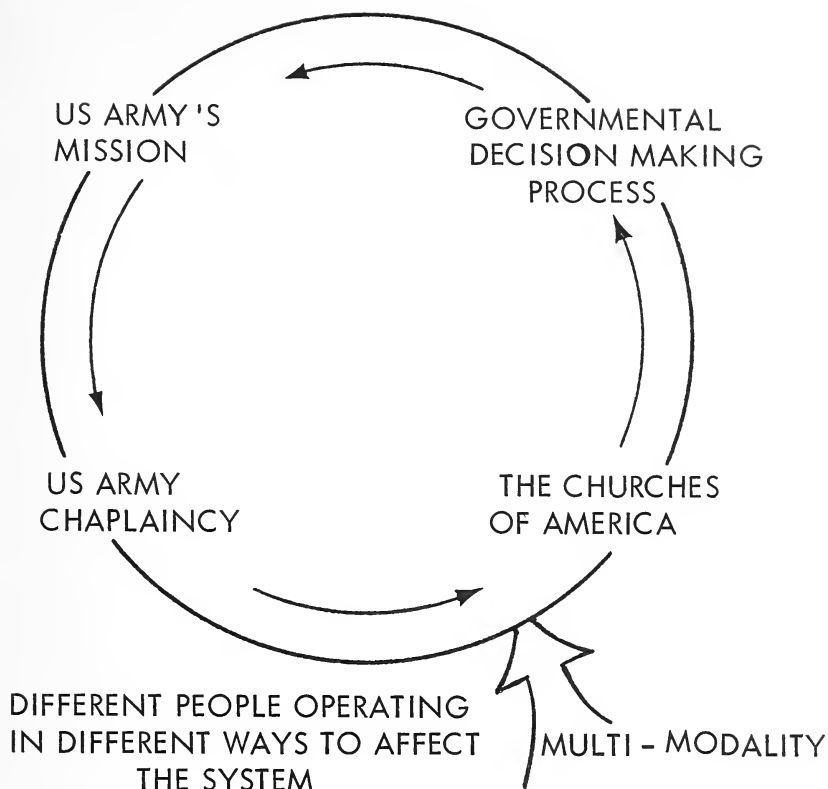 US ARMY'S
MISSION
GOVERNMENTAL
DECISION MAKING
PROCESS
US ARMY
CHAPLAINCY
THE CHURCHES
OF AMERICA
DIFFERENT PEOPLE OPERATING
IN DIFFERENT WAYS TO AFFECT
THE SYSTEM
MULTI - MODALITY